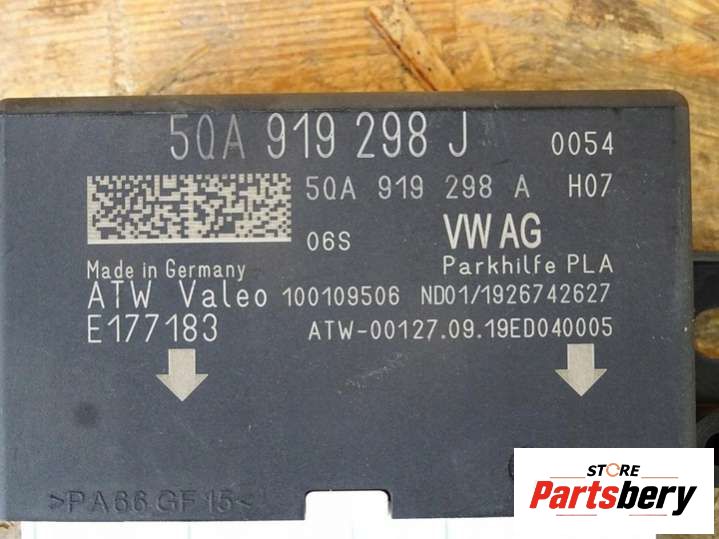 5QA 919 298 J 0054
5QA 919 298 A H07
06S VW AG
Made in Germany Parkhilfe PLA
ATW Valeo 100109506 ND01/1926742627
E177183 ATW-00127.09.19ED040005
>PA66 GF15<
STORE
Partsbery